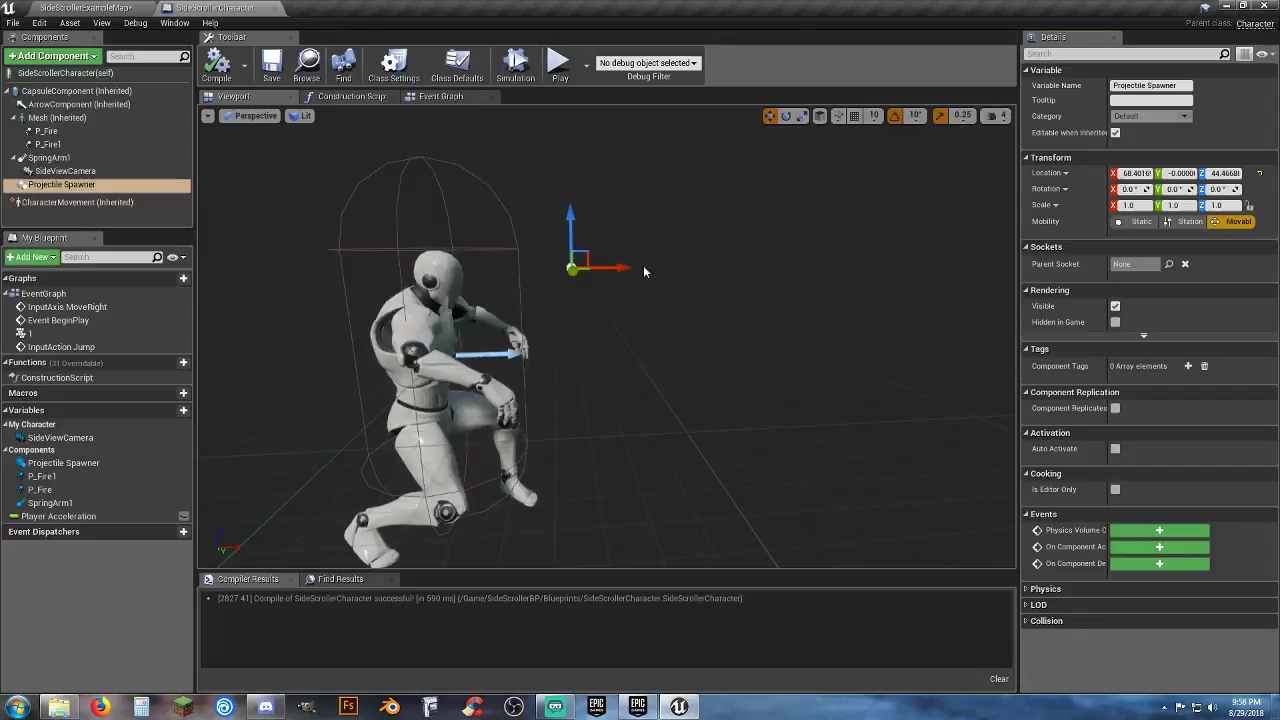 SideScrollerExampleMap*
SideScrollerCharacter
File Edit Asset View Debug Window Help
Parent class: Character
Components
+ Add Component
Search
SideScrollerCharacter(self)
CapsuleComponent (Inherited)
ArrowComponent (Inherited)
Mesh (Inherited)
P_Fire
P_Fire1
SpringArm1
SideViewCamera
Projectile Spawner
CharacterMovement (Inherited)
My Blueprint
+ Add New
Search
Graphs
EventGraph
InputAxis MoveRight
Event BeginPlay
1
InputAction Jump
Functions (31 Overridable)
ConstructionScript
Macros
Variables
My Character
SideViewCamera
Components
Projectile Spawner
P_Fire1
P_Fire
SpringArm1
Player Acceleration
Event Dispatchers
Toolbar
Compile Save Browse Find Class Settings Class Defaults Simulation Play
No debug object selected
Debug Filter
Viewport Construction Scrip Event Graph
Perspective Lit
10 10° 0.25 4
Compiler Results Find Results
[2827.41] Compile of SideScrollerCharacter successful! [in 590 ms] (/Game/SideScrollerBP/Blueprints/SideScrollerCharacter.SideScrollerCharacter)
Clear
Details
Search
Variable
Variable Name Projectile Spawner
Tooltip
Category Default
Editable when Inherite
Transform
Location X 68.4016 Y -0.0000 Z 44.4668
Rotation X 0.0° Y 0.0° Z 0.0°
Scale X 1.0 Y 1.0 Z 1.0
Mobility Static Station Movabl
Sockets
Parent Socket None
Rendering
Visible
Hidden in Game
Tags
Component Tags 0 Array elements
Component Replication
Component Replicates
Activation
Auto Activate
Cooking
Is Editor Only
Events
Physics Volume C
On Component Ac
On Component De
Physics
LOD
Collision
9:58 PM
8/29/2018